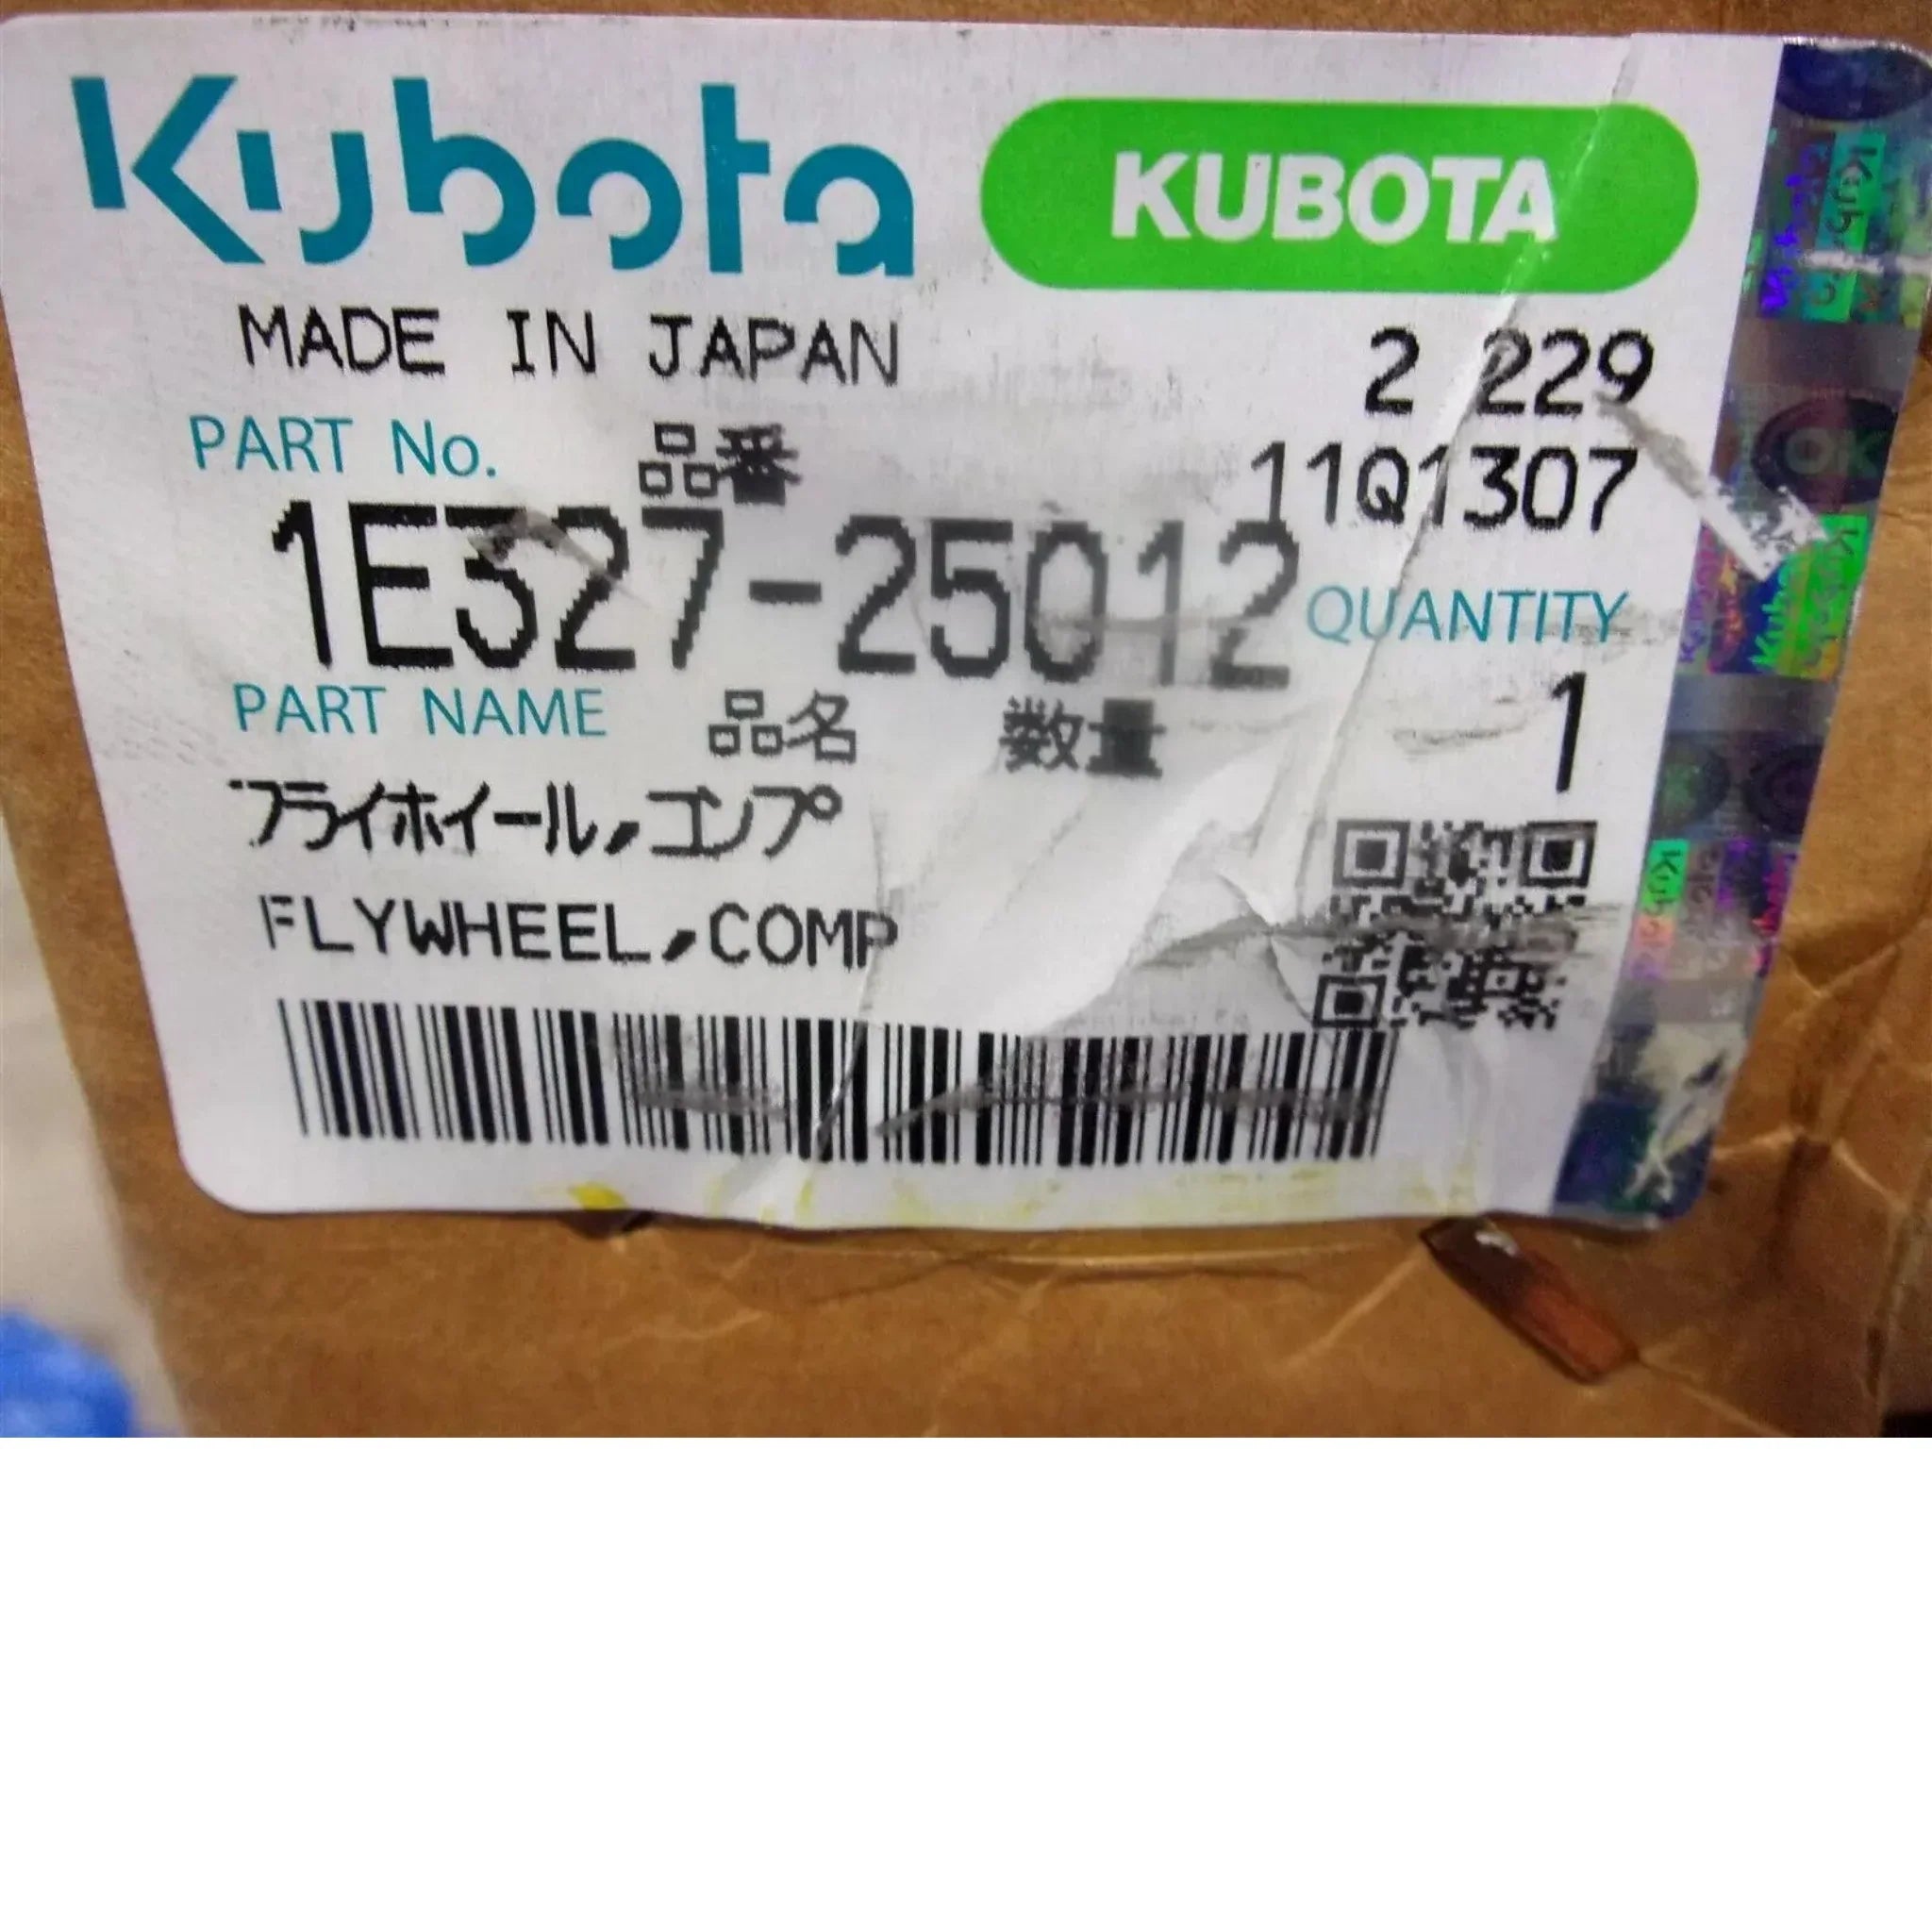 Kubota KUBOTA
MADE IN JAPAN 2 229
PART No. 品番 11Q1307
1E327-25012 QUANTITY
PART NAME 品名 数量 1
フライホイール,コンプ
FLYWHEEL,COMP